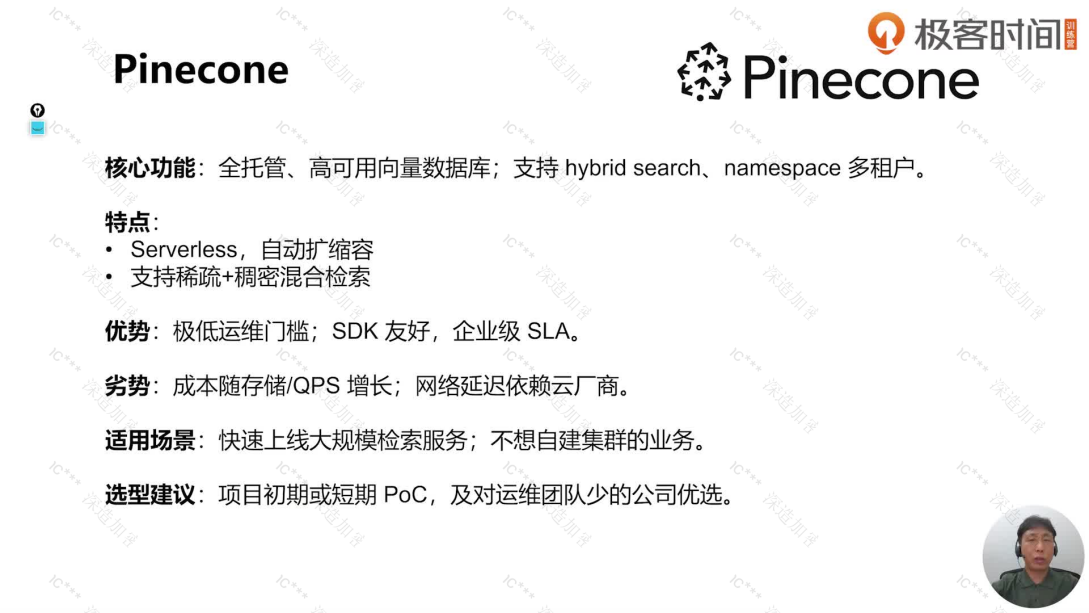 Pinecone
极客时间 训练营
Pinecone
核心功能：全托管、高可用向量数据库；支持 hybrid search、namespace 多租户。
特点：
• Serverless，自动扩缩容
• 支持稀疏+稠密混合检索
优势：极低运维门槛；SDK 友好，企业级 SLA。
劣势：成本随存储/QPS 增长；网络延迟依赖云厂商。
适用场景：快速上线大规模检索服务；不想自建集群的业务。
选型建议：项目初期或短期 PoC，及对运维团队少的公司优选。